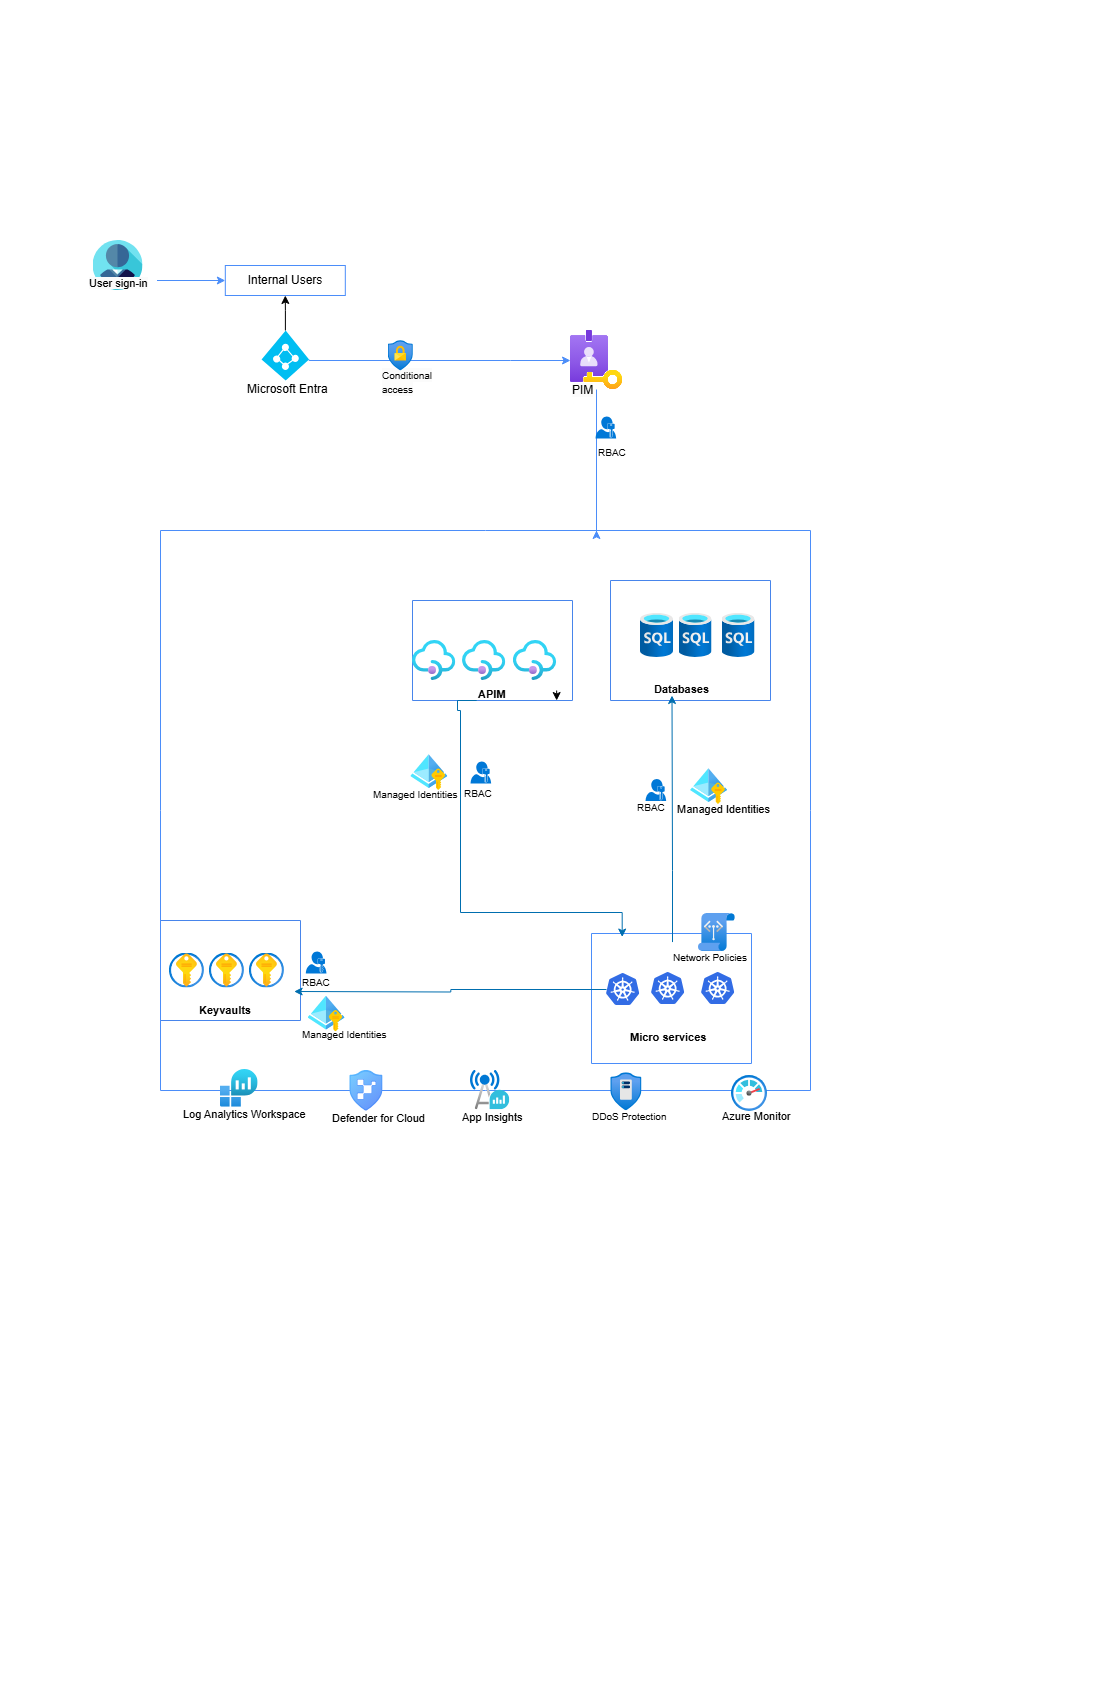 User sign-in
Internal Users
Microsoft Entra
Conditional
access
PIM
RBAC
SQL
SQL
SQL
APIM
Databases
Managed Identities
RBAC
RBAC
Managed Identities
Network Policies
RBAC
Keyvaults
Managed Identities
Micro services
Log Analytics Workspace
Defender for Cloud
App Insights
DDoS Protection
Azure Monitor